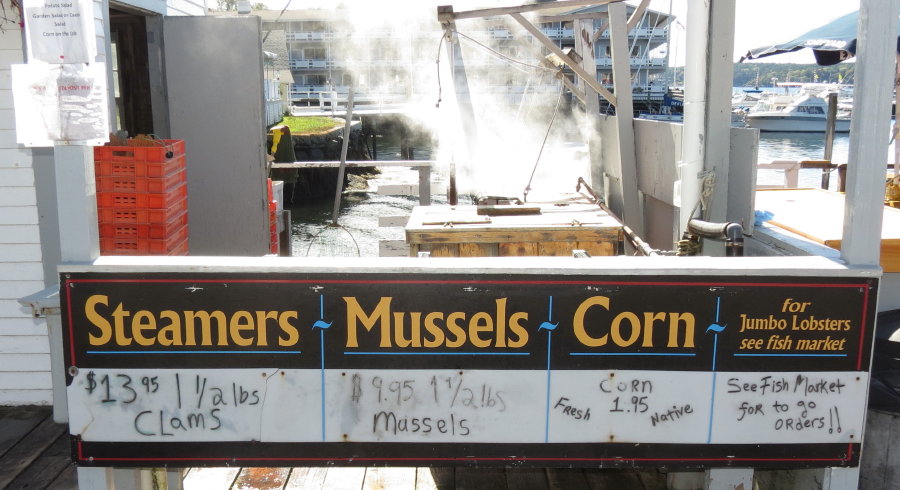 Potato Salad
Garden Salad or Corn
Salad
Corn on the cob
Steamers ~ Mussels ~ Corn ~
for
Jumbo Lobsters
see fish market
$13.95 1 1/2 lbs
Clams
$9.95 1 1/2 lbs
Mussels
Corn
Fresh 1.95 Native
See Fish Market
for to go
orders!!